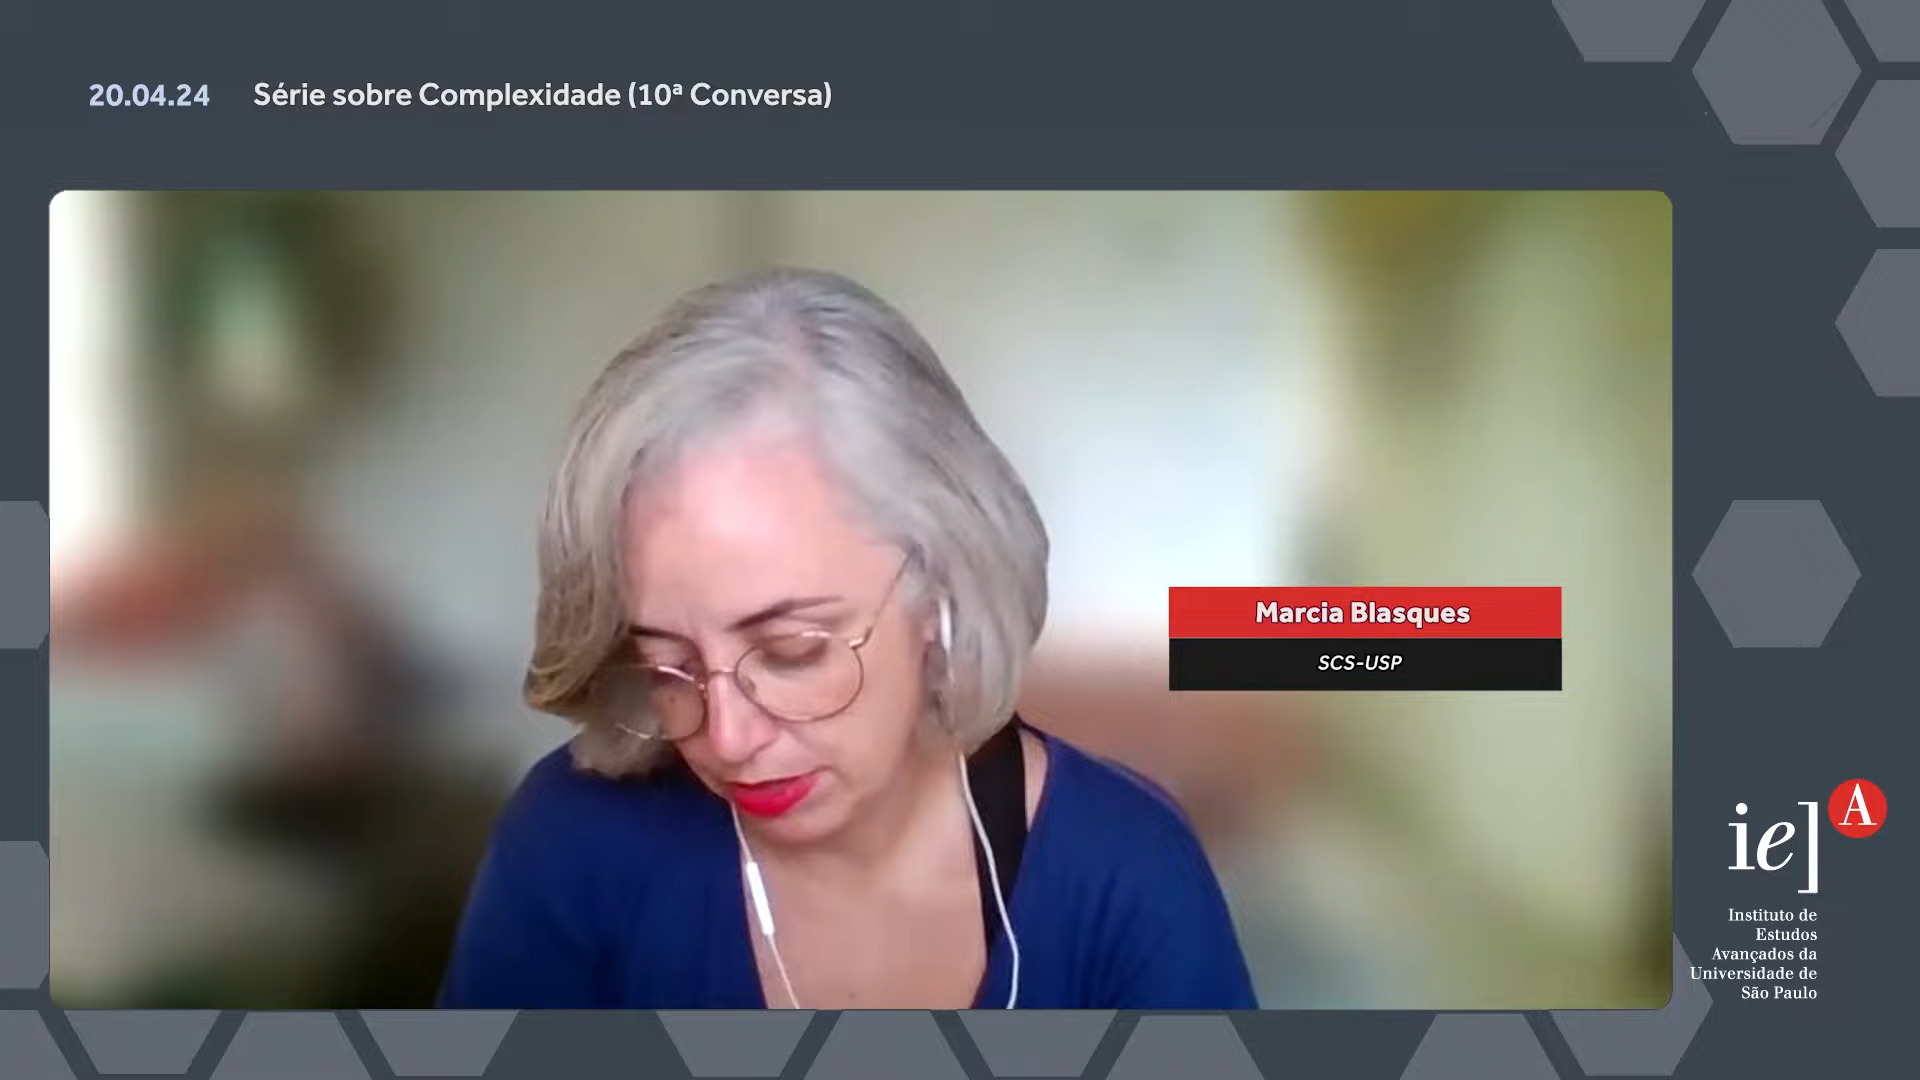 20.04.24 Série sobre Complexidade (10ª Conversa)
Marcia Blasques
SCS-USP
ie] A
Instituto de
Estudos
Avançados da
Universidade de
São Paulo